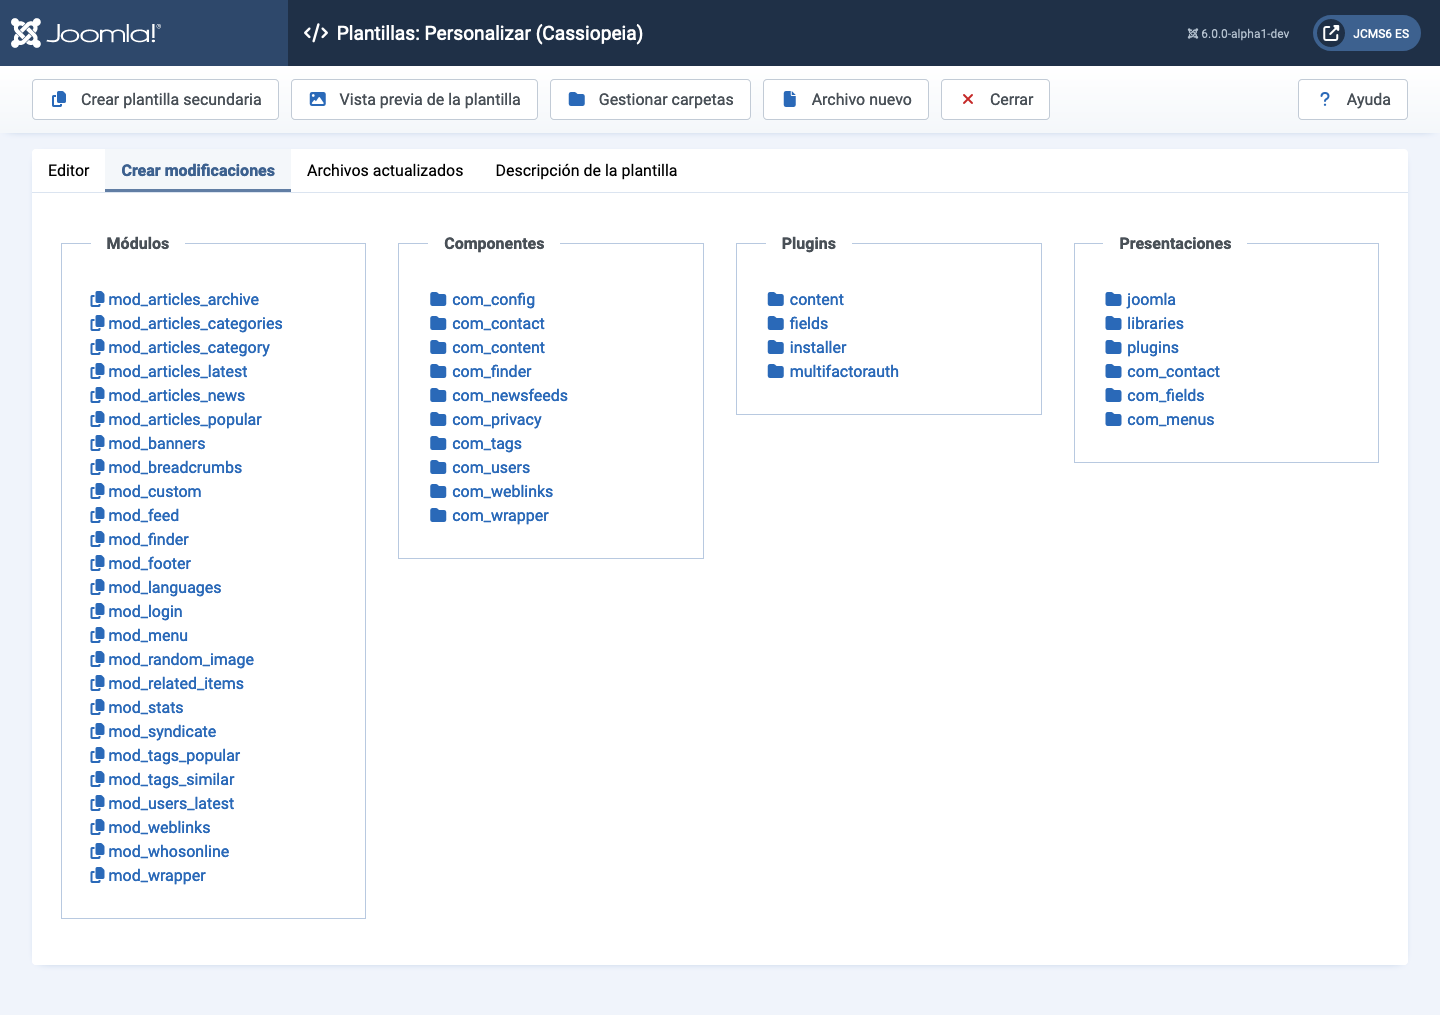 Joomla!®
Plantillas: Personalizar (Cassiopeia)
6.0.0-alpha1-dev
JCMS6 ES
Crear plantilla secundaria
Vista previa de la plantilla
Gestionar carpetas
Archivo nuevo
Cerrar
? Ayuda
Editor
Crear modificaciones
Archivos actualizados
Descripción de la plantilla
Módulos
mod_articles_archive
mod_articles_categories
mod_articles_category
mod_articles_latest
mod_articles_news
mod_articles_popular
mod_banners
mod_breadcrumbs
mod_custom
mod_feed
mod_finder
mod_footer
mod_languages
mod_login
mod_menu
mod_random_image
mod_related_items
mod_stats
mod_syndicate
mod_tags_popular
mod_tags_similar
mod_users_latest
mod_weblinks
mod_whosonline
mod_wrapper
Componentes
com_config
com_contact
com_content
com_finder
com_newsfeeds
com_privacy
com_tags
com_users
com_weblinks
com_wrapper
Plugins
content
fields
installer
multifactorauth
Presentaciones
joomla
libraries
plugins
com_contact
com_fields
com_menus